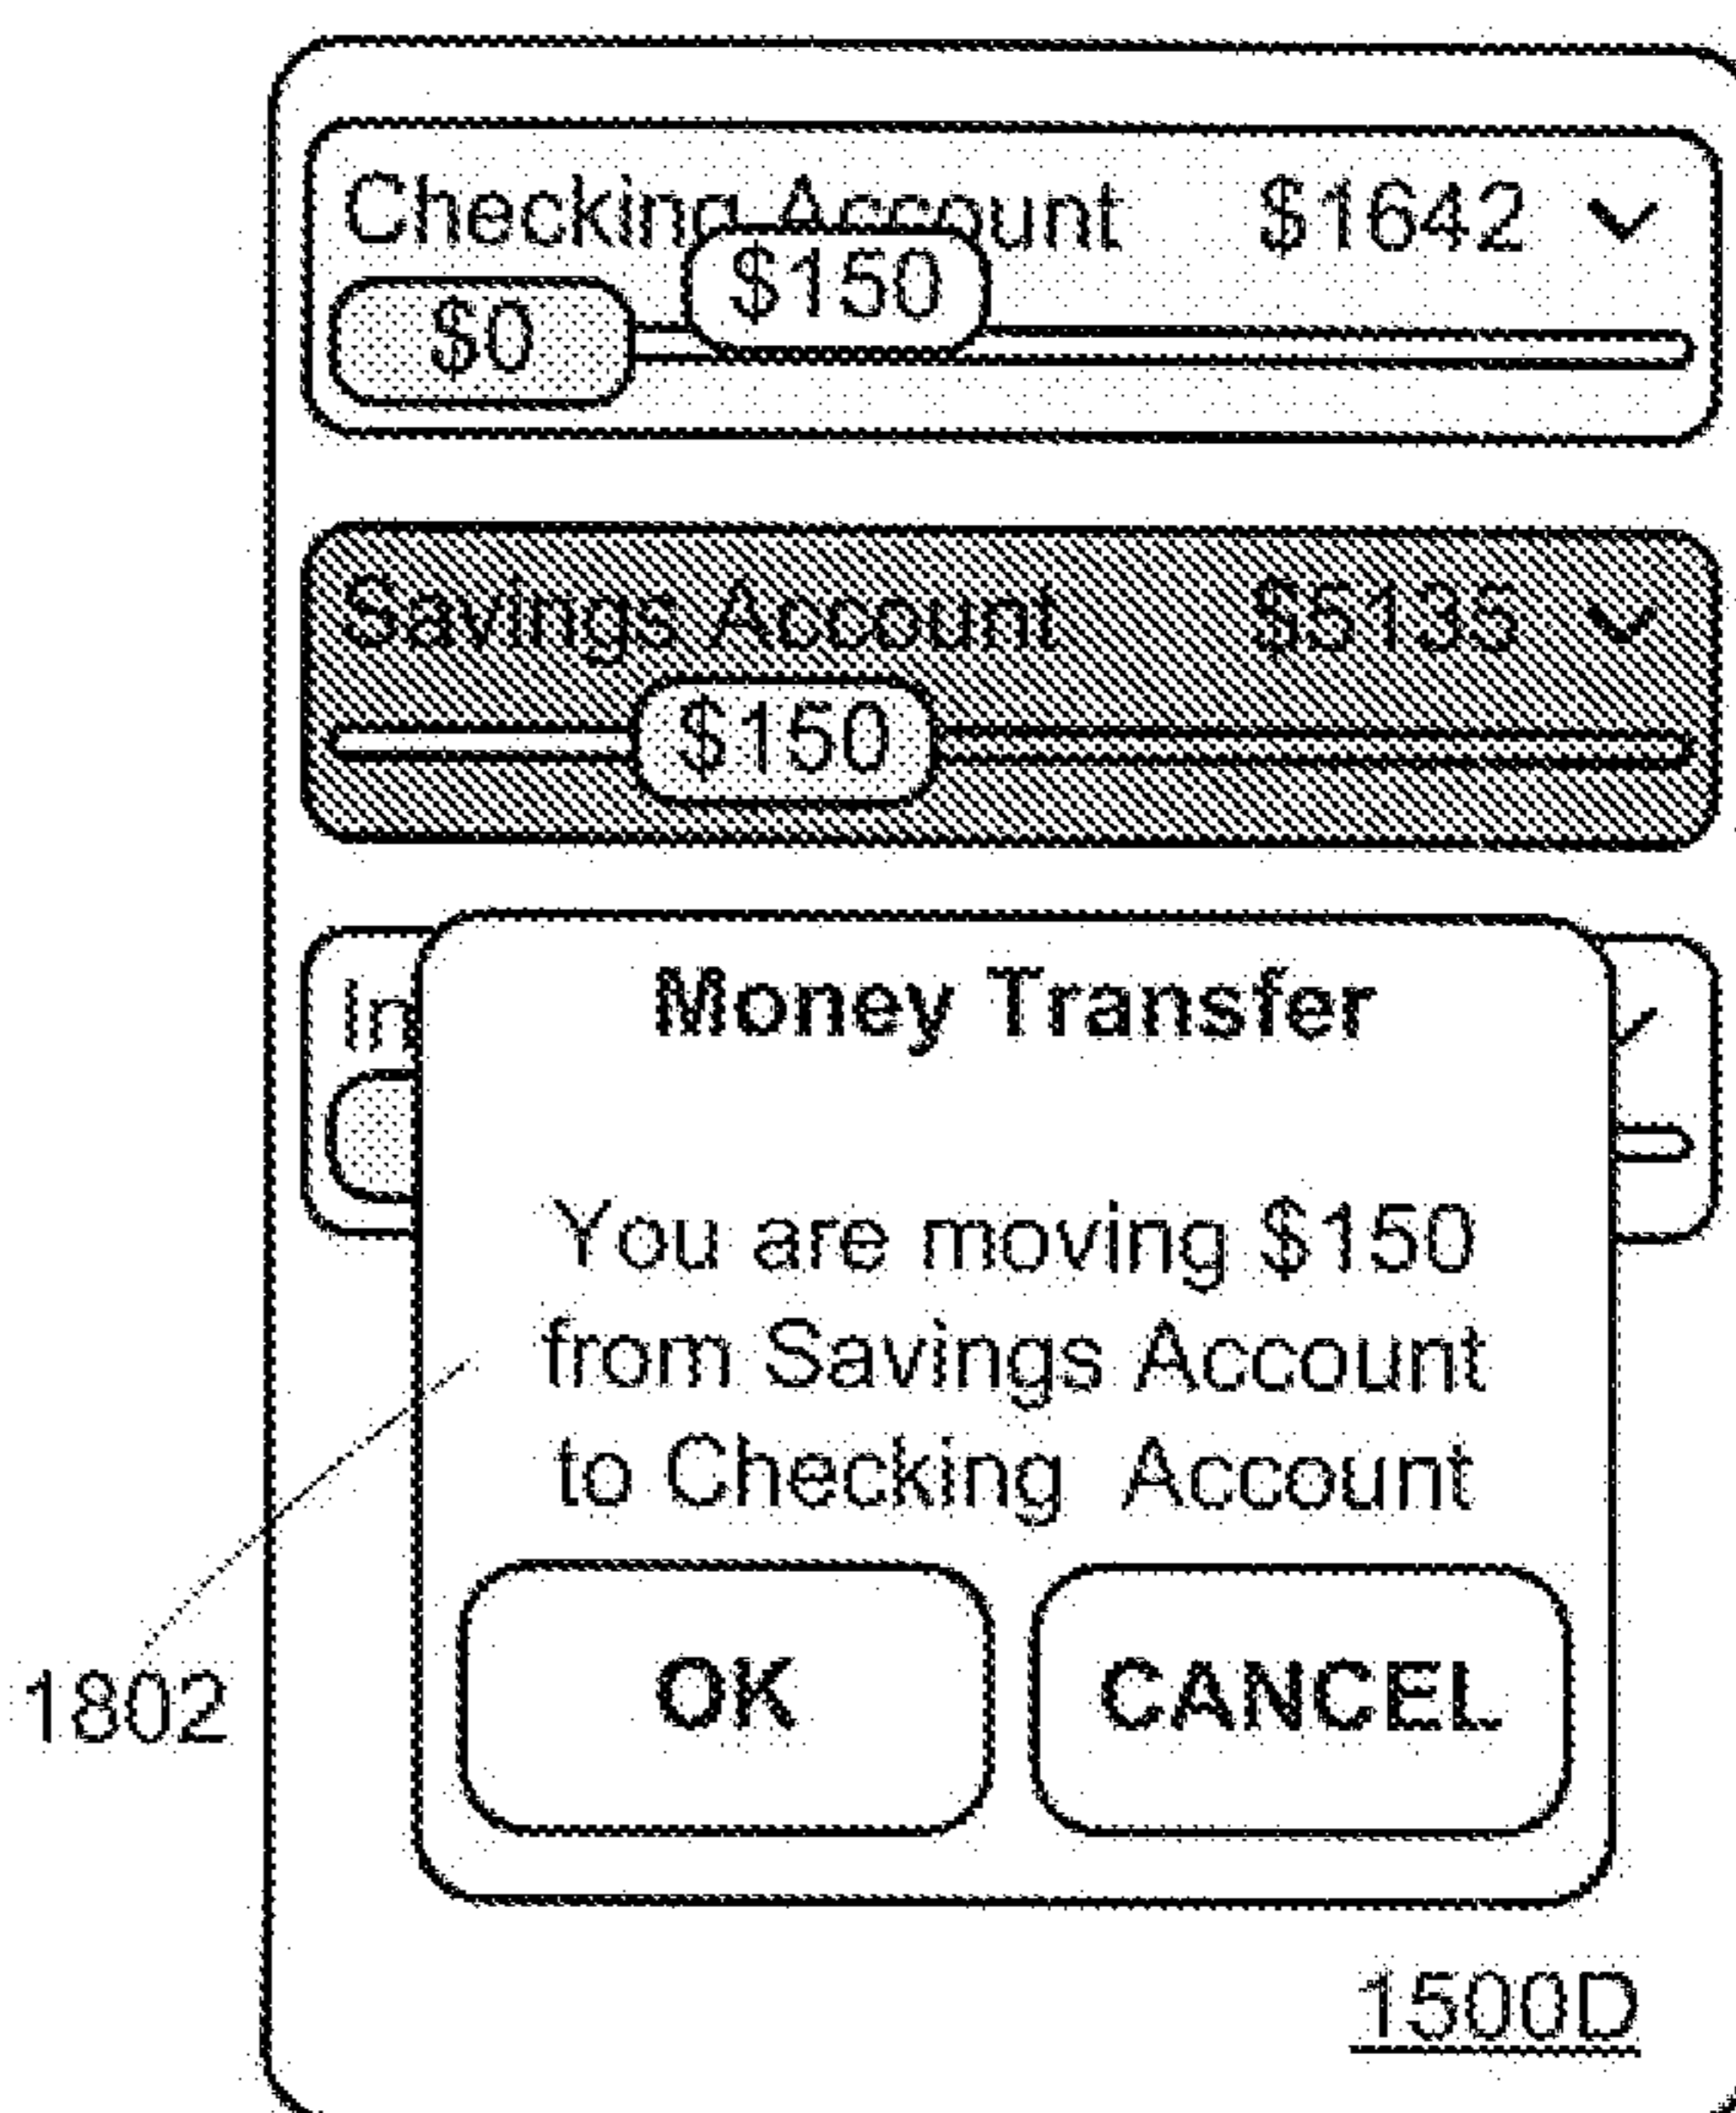 Checking Account $1642
$150
$0
Savings Account $5135
$150
In
Money Transfer
You are moving $150
from Savings Account
to Checking Account
OK CANCEL
1802
1500D